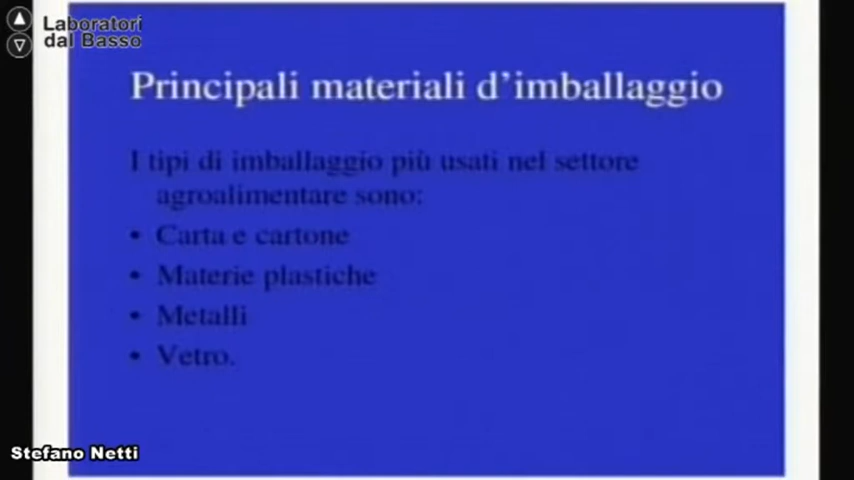 Laboratori
dal Basso
Principali materiali d'imballaggio
I tipi di imballaggio più usati nel settore
agroalimentare sono:
• Carta e cartone
• Materie plastiche
• Metalli
• Vetro.
Stefano Netti